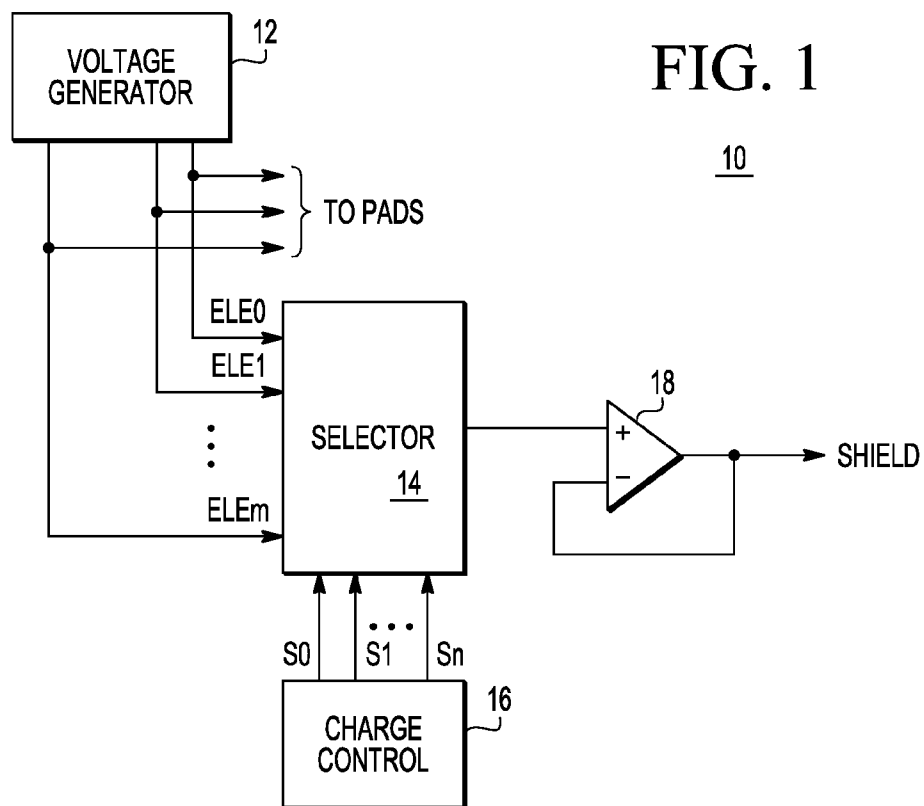 VOLTAGE
GENERATOR
12
FIG. 1
10
TO PADS
ELE0
ELE1
ELEm
SELECTOR
14
18
+
−
SHIELD
S0 S1 Sn
CHARGE
CONTROL
16